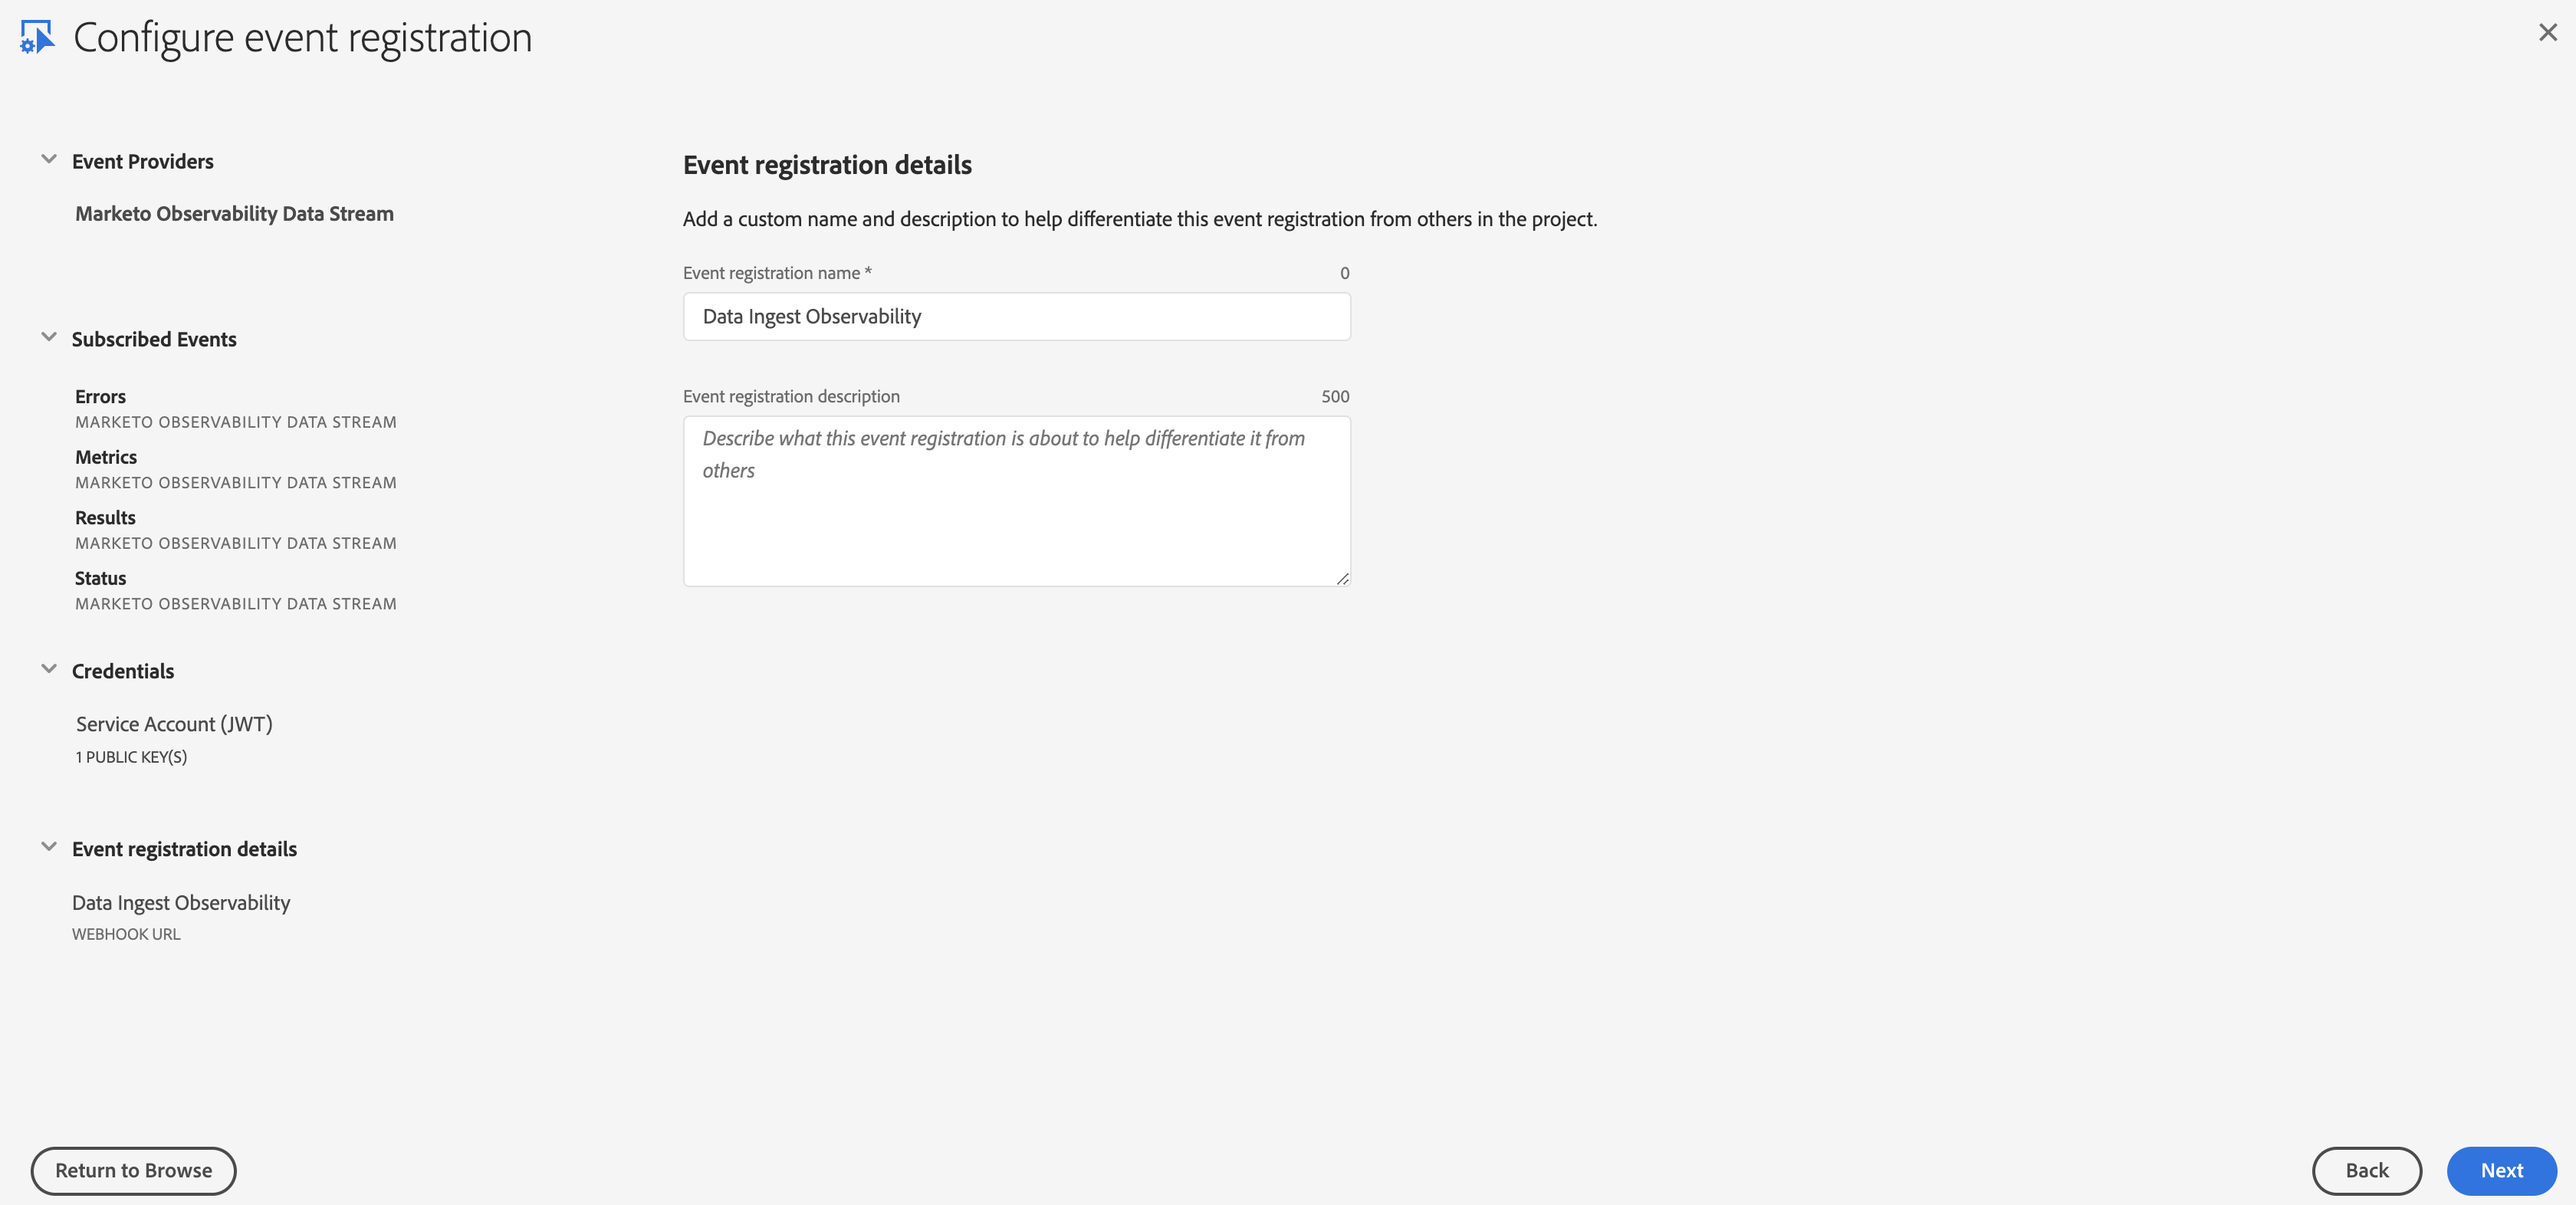 Configure event registration
Event Providers
Marketo Observability Data Stream
Subscribed Events
Errors
MARKETO OBSERVABILITY DATA STREAM
Metrics
MARKETO OBSERVABILITY DATA STREAM
Results
MARKETO OBSERVABILITY DATA STREAM
Status
MARKETO OBSERVABILITY DATA STREAM
Credentials
Service Account (JWT)
1 PUBLIC KEY(S)
Event registration details
Data Ingest Observability
WEBHOOK URL
Event registration details
Add a custom name and description to help differentiate this event registration from others in the project.
Event registration name * 0
Data Ingest Observability
Event registration description 500
Describe what this event registration is about to help differentiate it from
others
Return to Browse
Back
Next